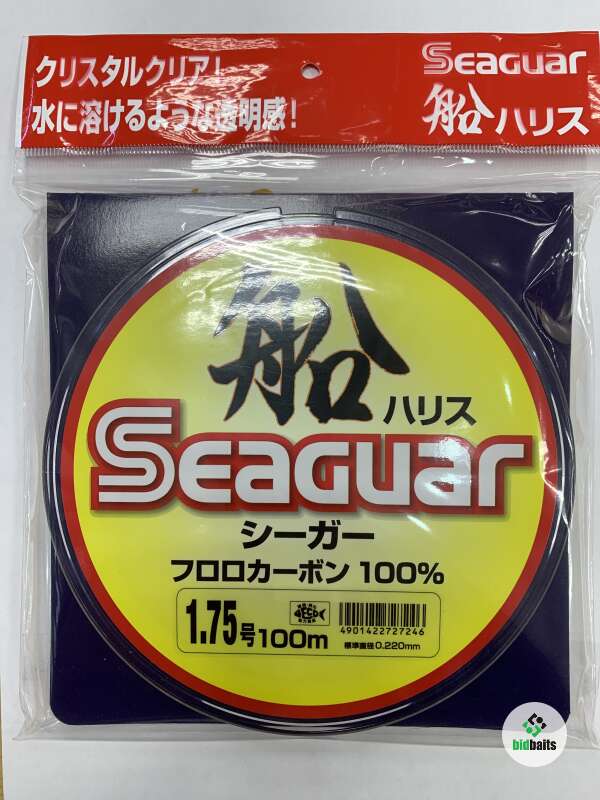 クリスタルクリア!
水に溶けるような透明感!
SEAGUAR
船ハリス
船
ハリス
SEAGUAR
シーガー
フロロカーボン 100%
1.75号100m
4901422727246
標準直径0.220mm
bidbaits